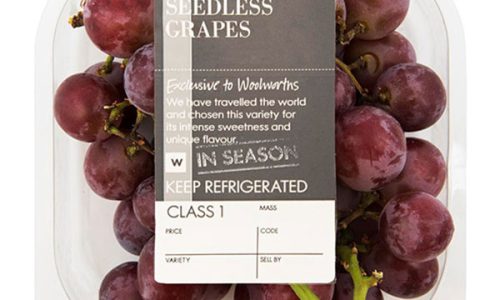 SEEDLESS
GRAPES
Exclusive to Woolworths
We have travelled the world
and chosen this variety for
its intense sweetness and
unique flavour.
W
IN SEASON
KEEP REFRIGERATED
CLASS 1
MASS
PRICE
CODE
VARIETY
SELL BY